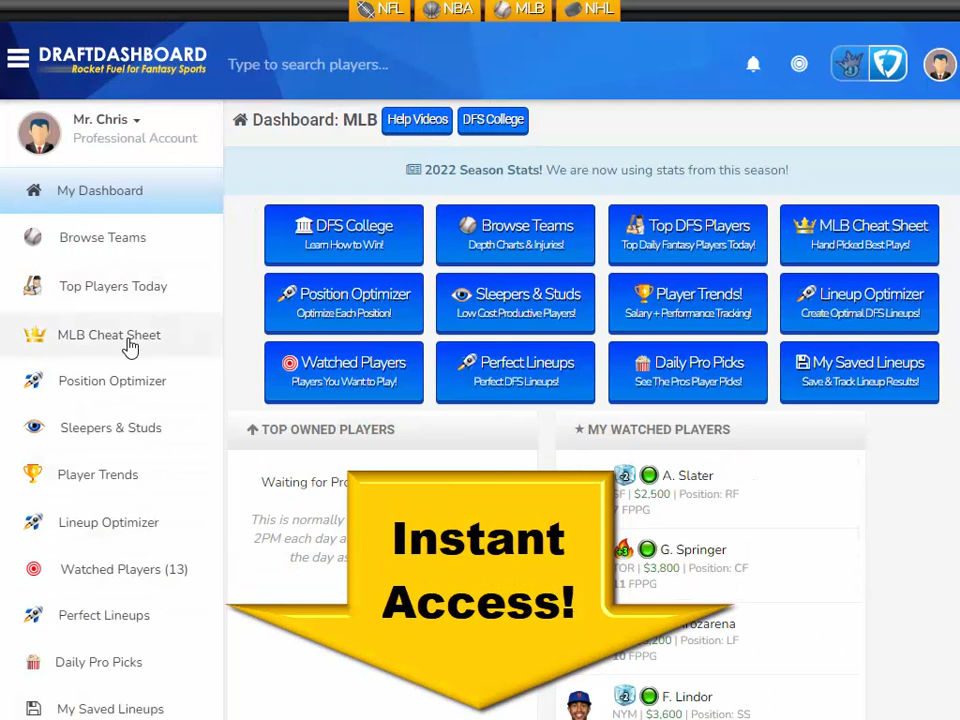 NFL NBA MLB NHL
DRAFTDASHBOARD
Rocket Fuel for Fantasy Sports
Type to search players...
Mr. Chris
Professional Account
My Dashboard
Browse Teams
Top Players Today
MLB Cheat Sheet
Position Optimizer
Sleepers & Studs
Player Trends
Lineup Optimizer
Watched Players (13)
Perfect Lineups
Daily Pro Picks
My Saved Lineups
Dashboard: MLB Help Videos DFS College
2022 Season Stats! We are now using stats from this season!
DFS College
Learn How to Win!
Browse Teams
Depth Charts & Injuries!
Top DFS Players
Top Daily Fantasy Players Today!
MLB Cheat Sheet
Hand Picked Best Plays!
Position Optimizer
Optimize Each Position!
Sleepers & Studs
Low Cost Productive Players!
Player Trends!
Salary + Performance Tracking!
Lineup Optimizer
Create Optimal DFS Lineups!
Watched Players
Players You Want to Play!
Perfect Lineups
Perfect DFS Lineups!
Daily Pro Picks
See The Pros Player Picks!
My Saved Lineups
Save & Track Lineup Results!
TOP OWNED PLAYERS
Waiting for
This is normally
2PM each day
the day
MY WATCHED PLAYERS
A. Slater
SF | $2,500 | Position: RF
FPPG
G. Springer
TOR | $3,800 | Position: CF
11 FPPG
Position: LF
10 FPPG
F. Lindor
NYM | $3,600 | Position: SS
Instant
Access!